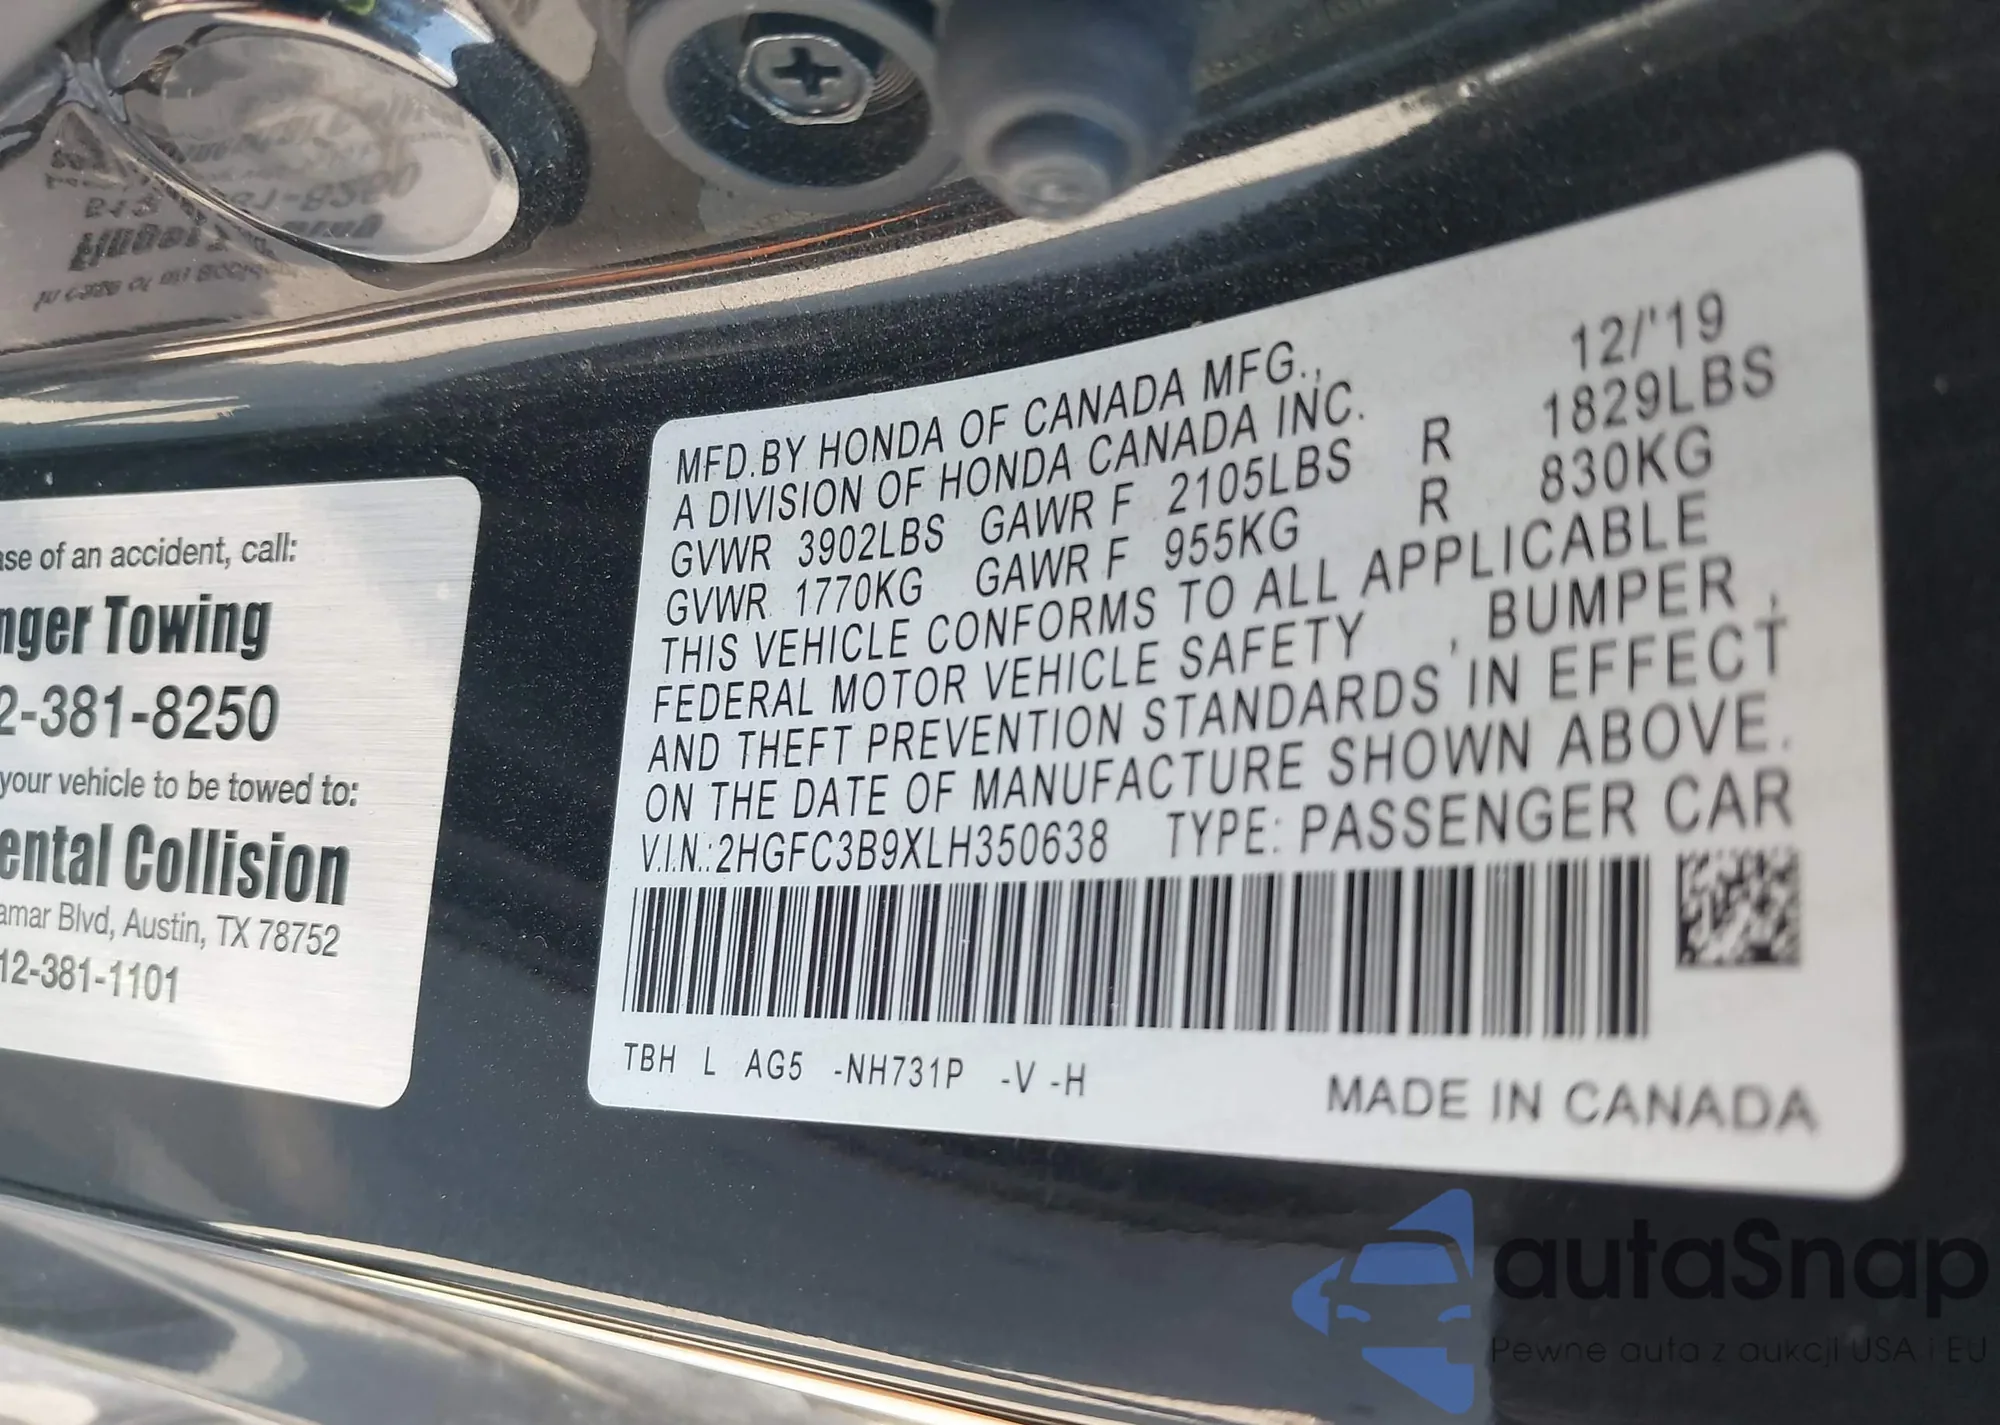 ase of an accident, call:
nger Towing
2-381-8250
your vehicle to be towed to:
ental Collision
amar Blvd, Austin, TX 78752
12-381-1101
12/'19
MFD.BY HONDA OF CANADA MFG.,
A DIVISION OF HONDA CANADA INC.
GVWR 3902LBS GAWR F 2105LBS R 1829LBS
GVWR 1770KG GAWR F 955KG R 830KG
THIS VEHICLE CONFORMS TO ALL APPLICABLE
FEDERAL MOTOR VEHICLE SAFETY , BUMPER ,
AND THEFT PREVENTION STANDARDS IN EFFECT
ON THE DATE OF MANUFACTURE SHOWN ABOVE.
V.I.N.:2HGFC3B9XLH350638 TYPE: PASSENGER CAR
TBH L AG5 -NH731P -V -H
MADE IN CANADA
autaSnap
Pewne auta z aukcji USA i EU